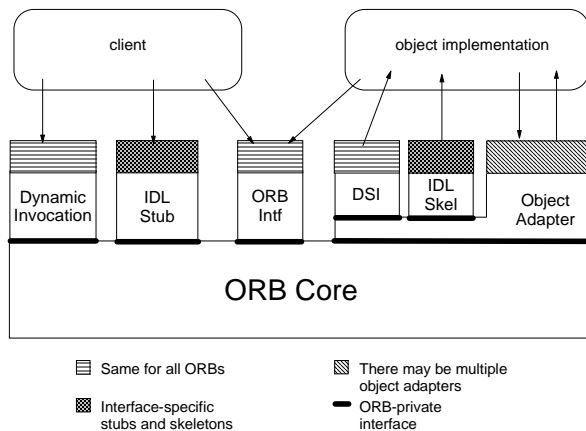 client
object implementation
Dynamic
Invocation
IDL
Stub
ORB
Intf
DSI
IDL
Skel
Object
Adapter
ORB Core
Same for all ORBs
Interface-specific
stubs and skeletons
There may be multiple
object adapters
ORB-private
interface